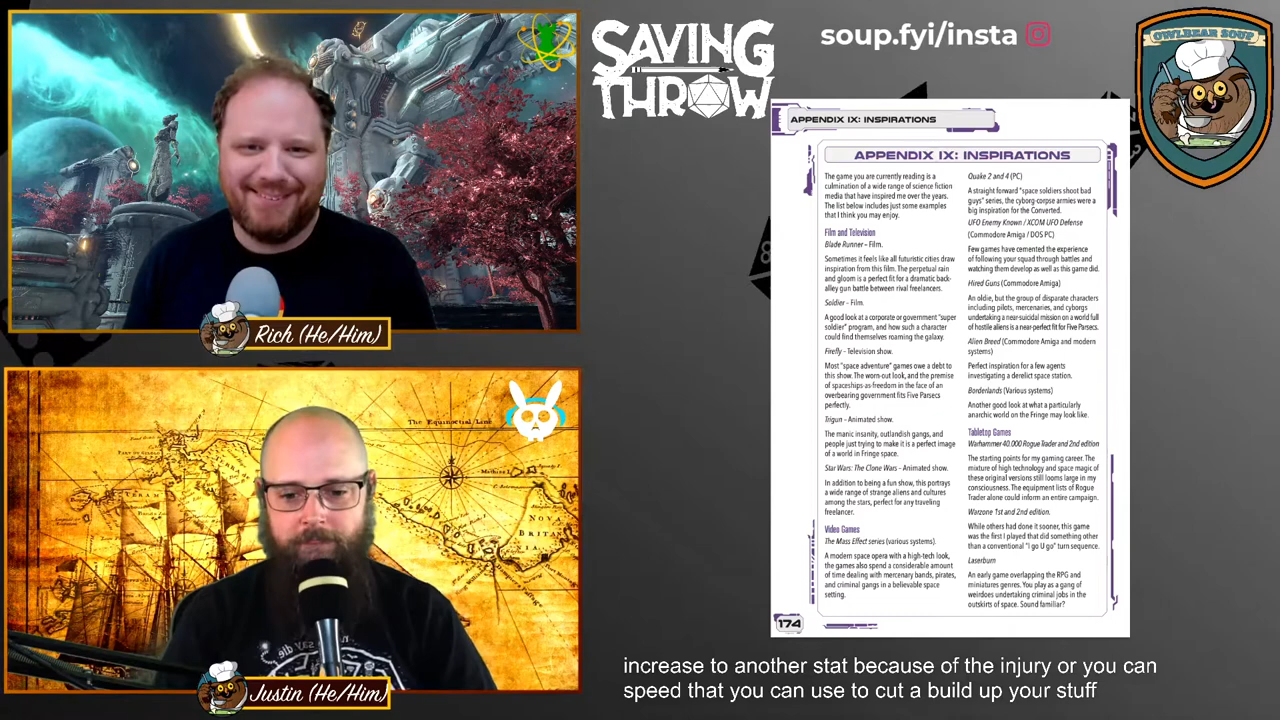 SAVING
THROW
soup.fyi/insta
OWLBEAR SOUP
Rich (He/Him)
The Equinoctial Line
Justin (He/Him)
APPENDIX IX: INSPIRATIONS
APPENDIX IX: INSPIRATIONS
The game you are currently reading is a
culmination of a wide range of science fiction
media that have inspired me over the years.
The list below includes just some examples
that I think you may enjoy.
Film and Television
Blade Runner – Film.
Sometimes it feels like all futuristic cities draw
inspiration from this film. The perpetual rain
and gloom is a perfect fit for a dramatic back-
alley gun battle between rival freelancers.
Soldier – Film.
A good look at a corporate or government "super
soldier" program, and how such a character
could find themselves roaming the galaxy.
Firefly – Television show.
Most "space adventure" games owe a debt to
this show. The worn-out look, and the premise
of spaceships-as-freedom in the face of an
overbearing government fits Five Parsecs
perfectly.
Trigun – Animated show.
The manic insanity, outlandish gangs, and
people just trying to make it is a perfect image
of a world in Fringe space.
Star Wars: The Clone Wars – Animated show.
In addition to being a fun show, this portrays
a wide range of strange aliens and cultures
among the stars, perfect for any traveling
freelancer.
Video Games
The Mass Effect series (various systems).
A modern space opera with a high-tech look,
the games also spend a considerable amount
of time dealing with mercenary bands, pirates,
and criminal gangs in a believable space
setting.
Quake 2 and 4 (PC)
A straight forward "space soldiers shoot bad
guys" series, the cyborg-corpse armies were a
big inspiration for the Converted.
UFO Enemy Known / XCOM UFO Defense
(Commodore Amiga / DOS PC)
Few games have cemented the experience
of following your squad through battles and
watching them develop as well as this game did.
Hired Guns (Commodore Amiga)
An oldie, but the group of disparate characters
including pilots, mercenaries, and cyborgs
undertaking a near-suicidal mission on a world full
of hostile aliens is a near-perfect fit for Five Parsecs.
Alien Breed (Commodore Amiga and modern
systems)
Perfect inspiration for a few agents
investigating a derelict space station.
Borderlands (Various systems)
Another good look at what a particularly
anarchic world on the Fringe may look like.
Tabletop Games
Warhammer 40.000 Rogue Trader and 2nd edition
The starting points for my gaming career. The
mixture of high technology and space magic of
these original versions still looms large in my
consciousness. The equipment lists of Rogue
Trader alone could inform an entire campaign.
Warzone 1st and 2nd edition.
While others had done it sooner, this game
was the first I played that did something other
than a conventional "I go U go" turn sequence.
Laserburn
An early game overlapping the RPG and
miniatures genres. You play as a gang of
weirdoes undertaking criminal jobs in the
outskirts of space. Sound familiar?
174
increase to another stat because of the injury or you can
speed that you can use to cut a build up your stuff